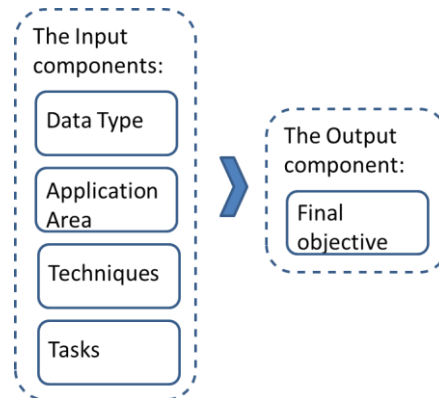 The Input
components:
Data Type
Application
Area
Techniques
Tasks
The Output
component:
Final
objective